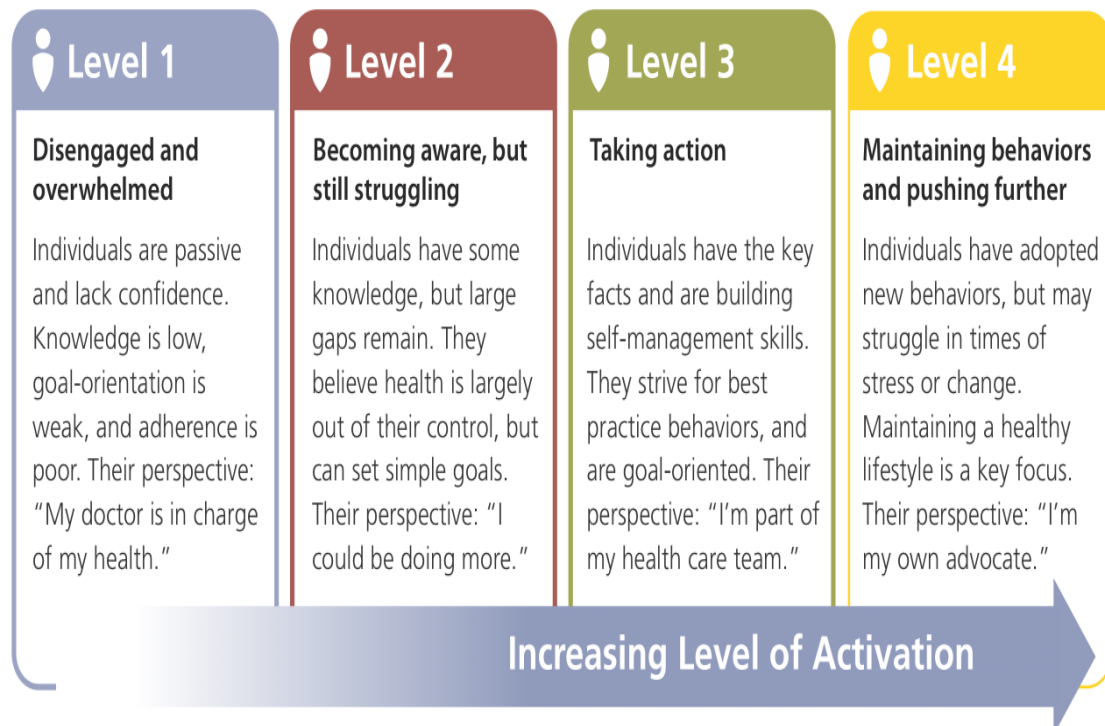 Level 1
Disengaged and
overwhelmed
Individuals are passive
and lack confidence.
Knowledge is low,
goal-orientation is
weak, and adherence is
poor. Their perspective:
“My doctor is in charge
of my health.”
Level 2
Becoming aware, but
still struggling
Individuals have some
knowledge, but large
gaps remain. They
believe health is largely
out of their control, but
can set simple goals.
Their perspective: “I
could be doing more.”
Level 3
Taking action
Individuals have the key
facts and are building
self-management skills.
They strive for best
practice behaviors, and
are goal-oriented. Their
perspective: “I’m part of
my health care team.”
Level 4
Maintaining behaviors
and pushing further
Individuals have adopted
new behaviors, but may
struggle in times of
stress or change.
Maintaining a healthy
lifestyle is a key focus.
Their perspective: “I’m
my own advocate.”
Increasing Level of Activation